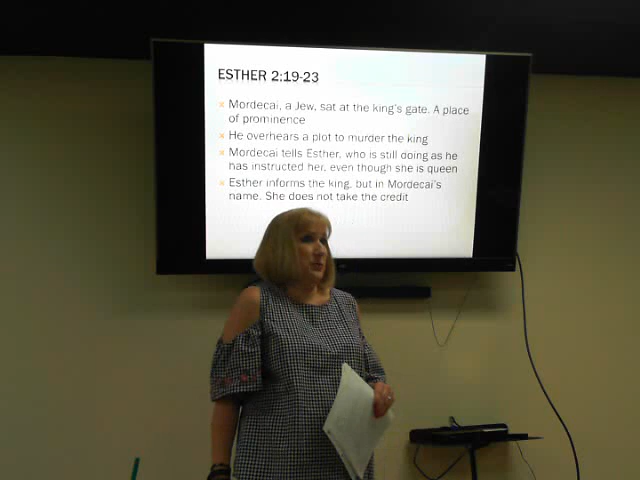 ESTHER 2:19-23
Mordecai, a Jew, sat at the king's gate. A place
of prominence
He overhears a plot to murder the king
Mordecai tells Esther, who is still doing as he
has instructed her, even though she is queen
Esther informs the king, but in Mordecai's
name. She does not take the credit